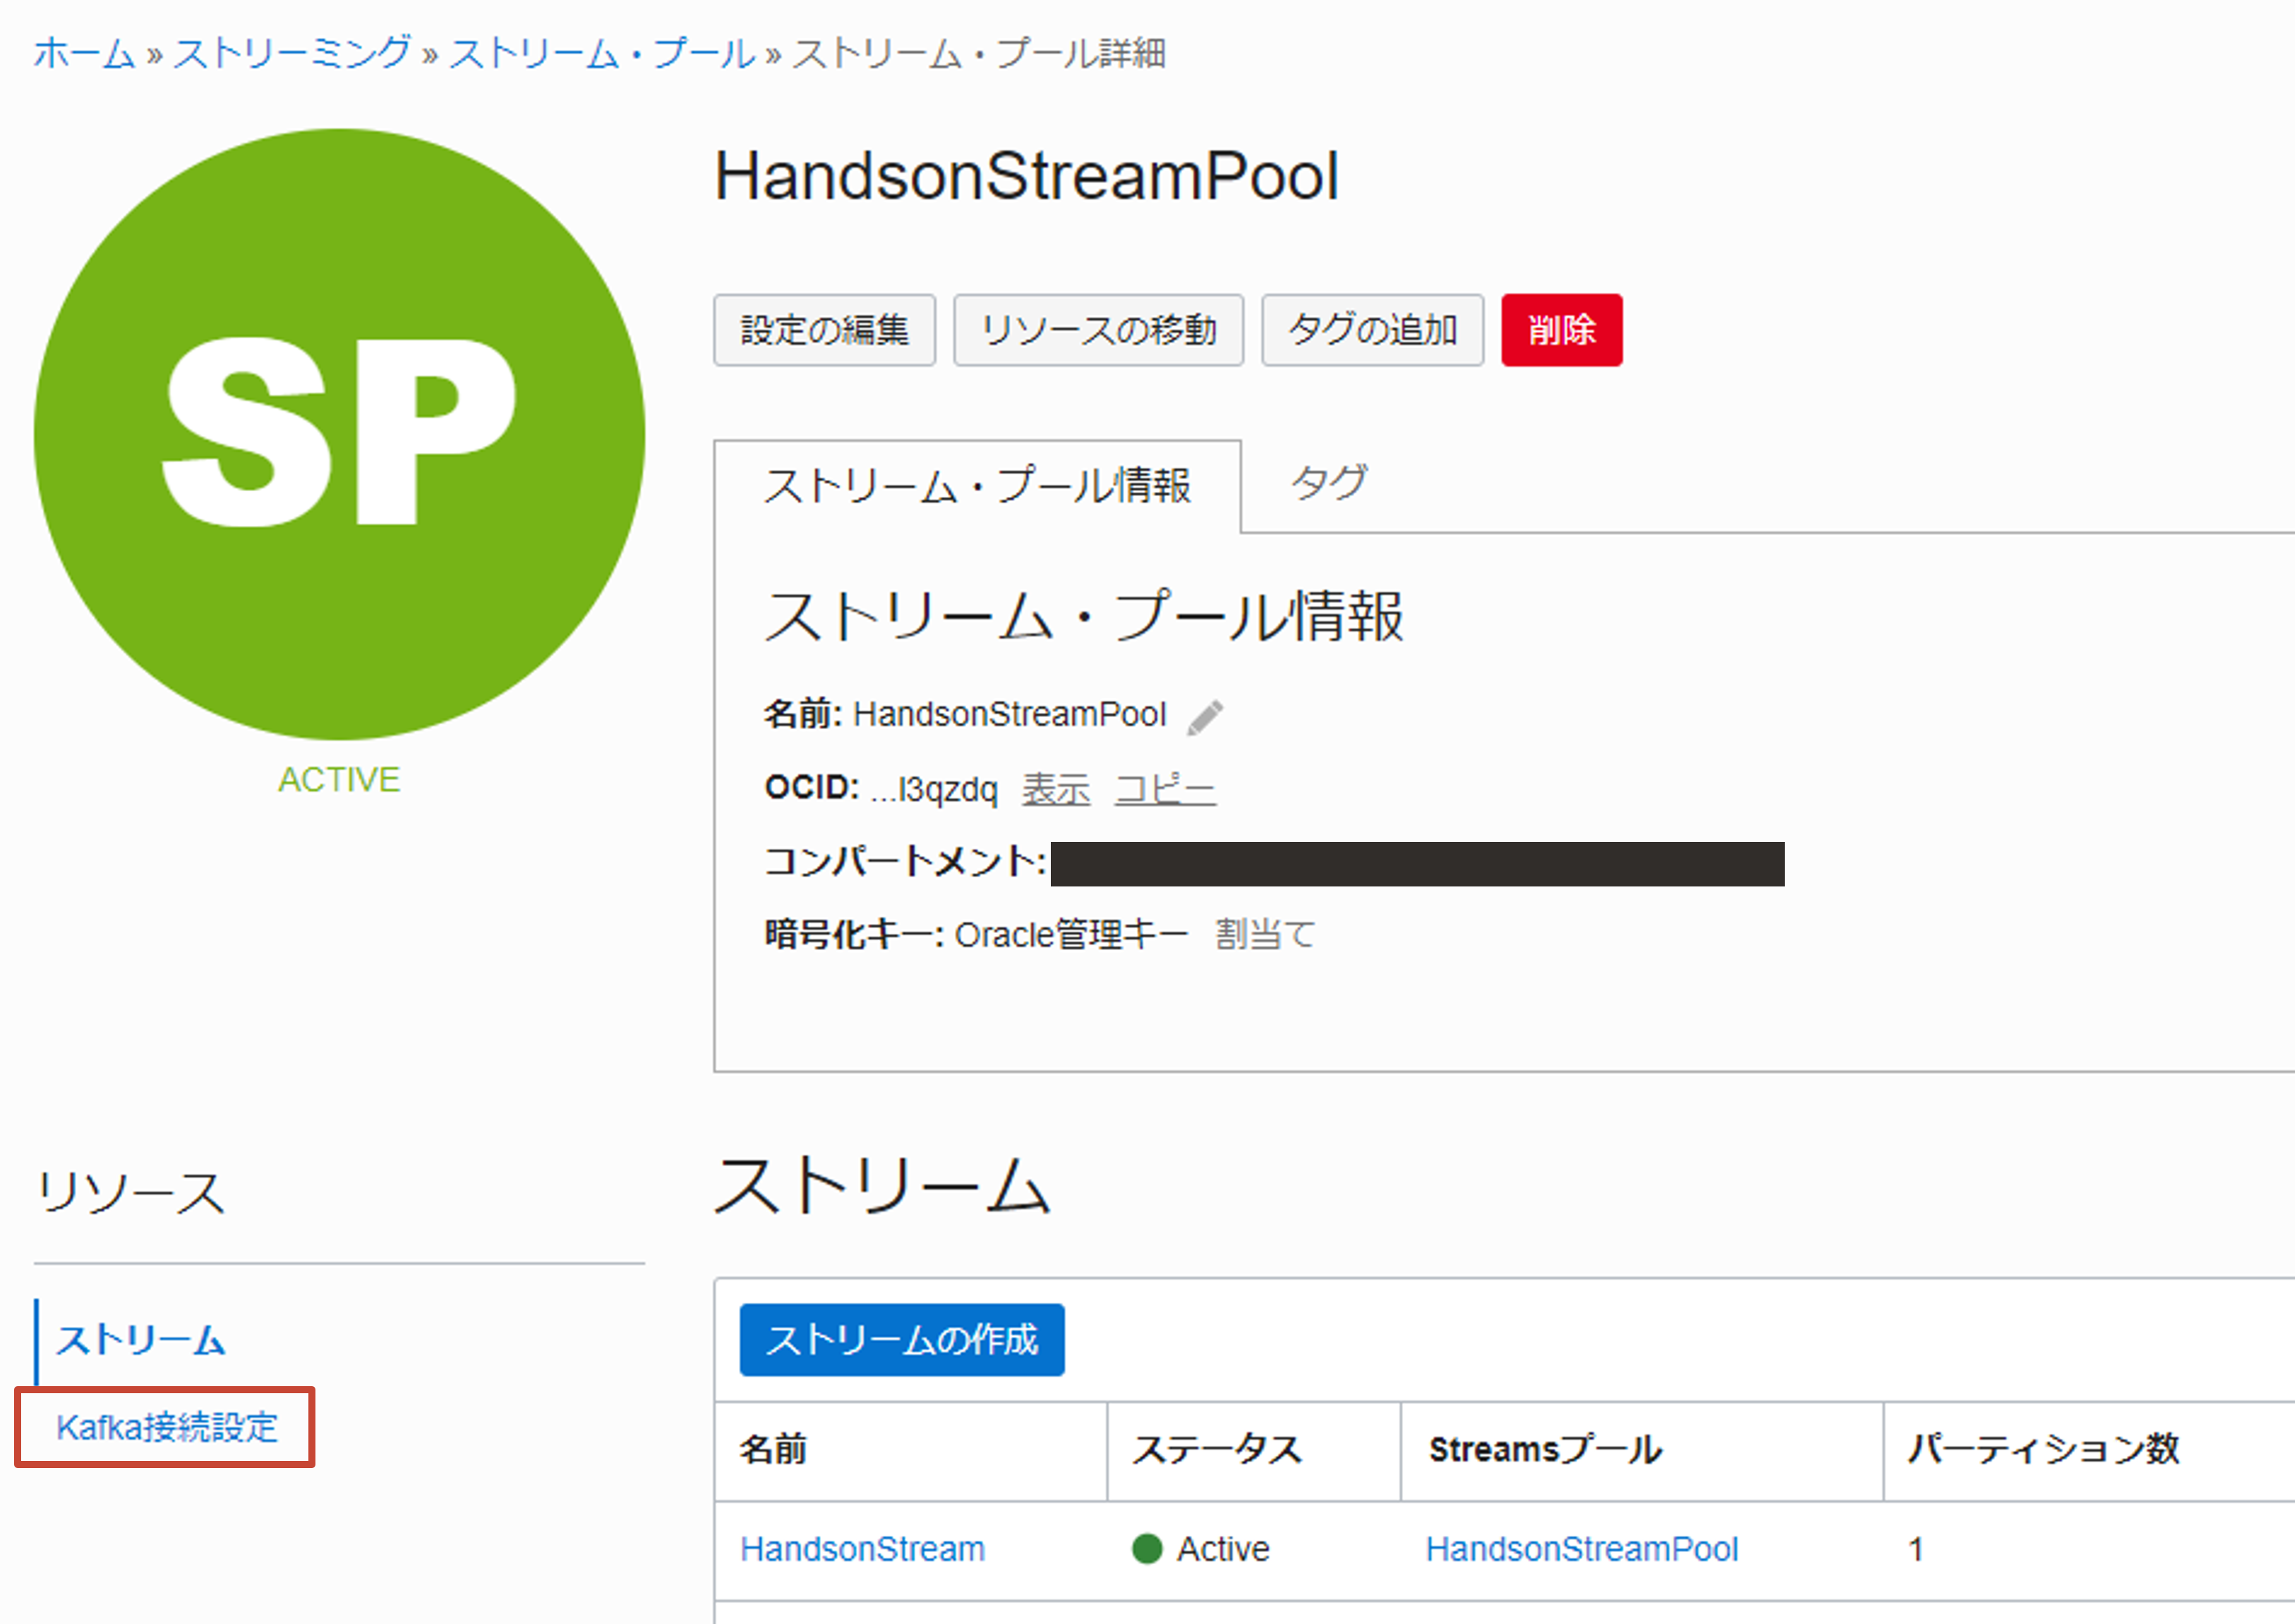 ホーム » ストリーミング » ストリーム・プール » ストリーム・プール詳細
SP
ACTIVE
HandsonStreamPool
設定の編集 リソースの移動 タグの追加 削除
ストリーム・プール情報 タグ
ストリーム・プール情報
名前: HandsonStreamPool
OCID: ...l3qzdq 表示 コピー
コンパートメント:
暗号化キー: Oracle管理キー 割当て
リソース
ストリーム
Kafka接続設定
ストリーム
ストリームの作成
名前 ステータス Streamsプール パーティション数
HandsonStream Active HandsonStreamPool 1